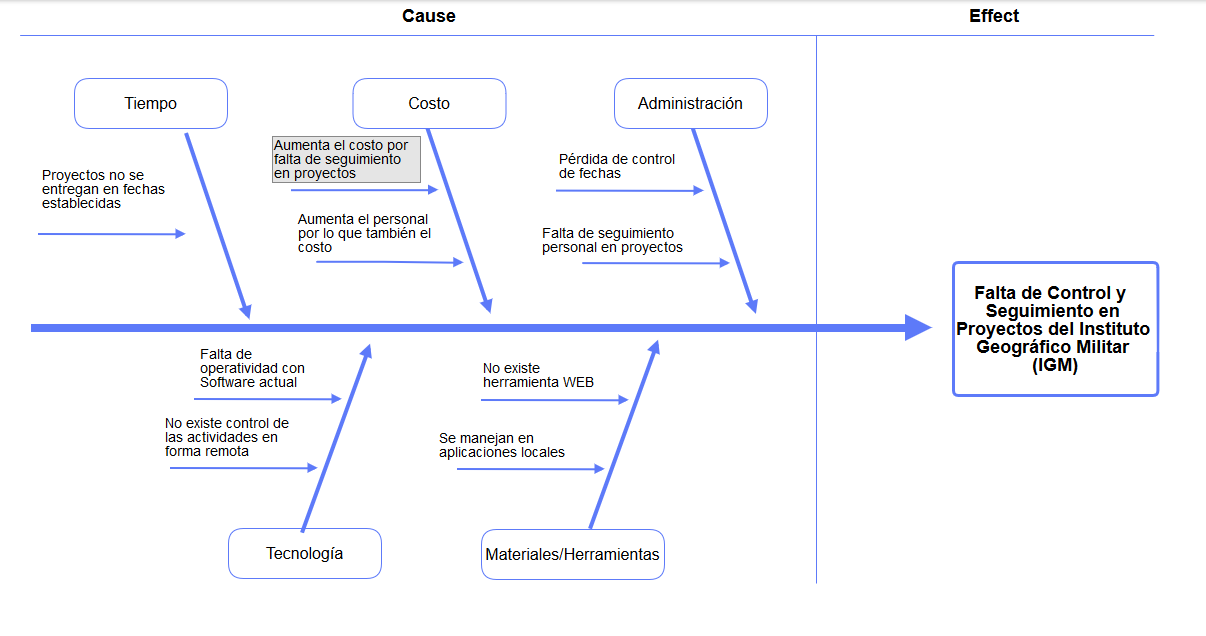 Cause
Effect
Tiempo
Costo
Administración
Proyectos no se
entregan en fechas
establecidas
Aumenta el costo por
falta de seguimiento
en proyectos
Aumenta el personal
por lo que también el
costo
Pérdida de control
de fechas
Falta de seguimiento
personal en proyectos
Falta de Control y
Seguimiento en
Proyectos del Instituto
Geográfico Militar
(IGM)
Falta de
operatividad con
Software actual
No existe control de
las actividades en
forma remota
No existe
herramienta WEB
Se manejan en
aplicaciones locales
Tecnología
Materiales/Herramientas